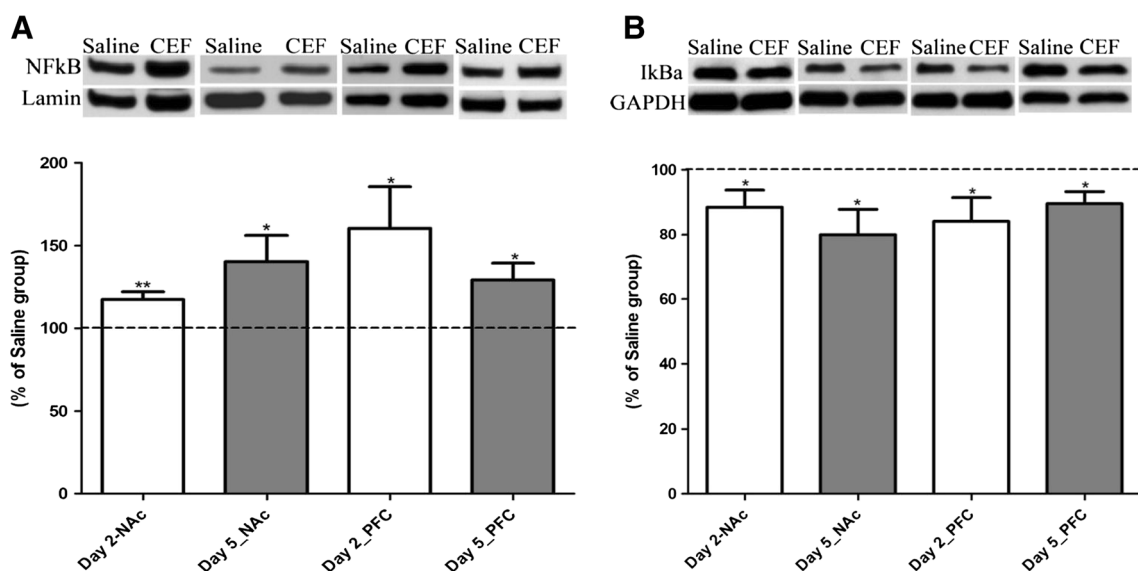 A
Saline CEF Saline CEF Saline CEF Saline CEF
NFkB
Lamin
200
150
100
50
0
(% of Saline group)
**
*
*
*
Day 2-NAc
Day 5_NAc
Day 2_PFC
Day 5_PFC
B
Saline CEF Saline CEF Saline CEF Saline CEF
IkBa
GAPDH
100
80
60
40
20
0
(% of Saline group)
*
*
*
*
Day 2-NAc
Day 5_NAc
Day 2_PFC
Day 5_PFC